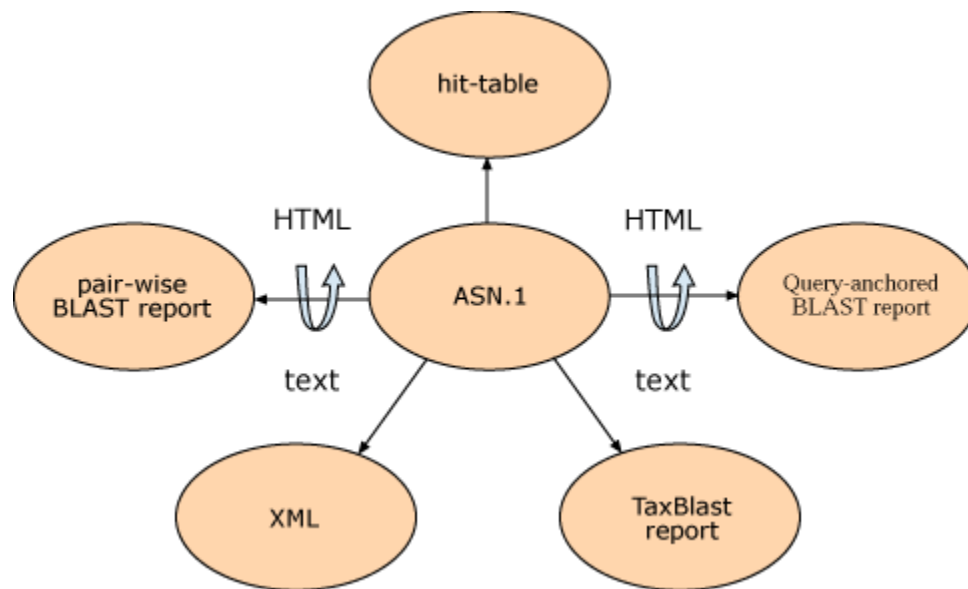 hit-table
HTML
HTML
pair-wise
BLAST report
ASN.1
Query-anchored
BLAST report
text
text
XML
TaxBlast
report